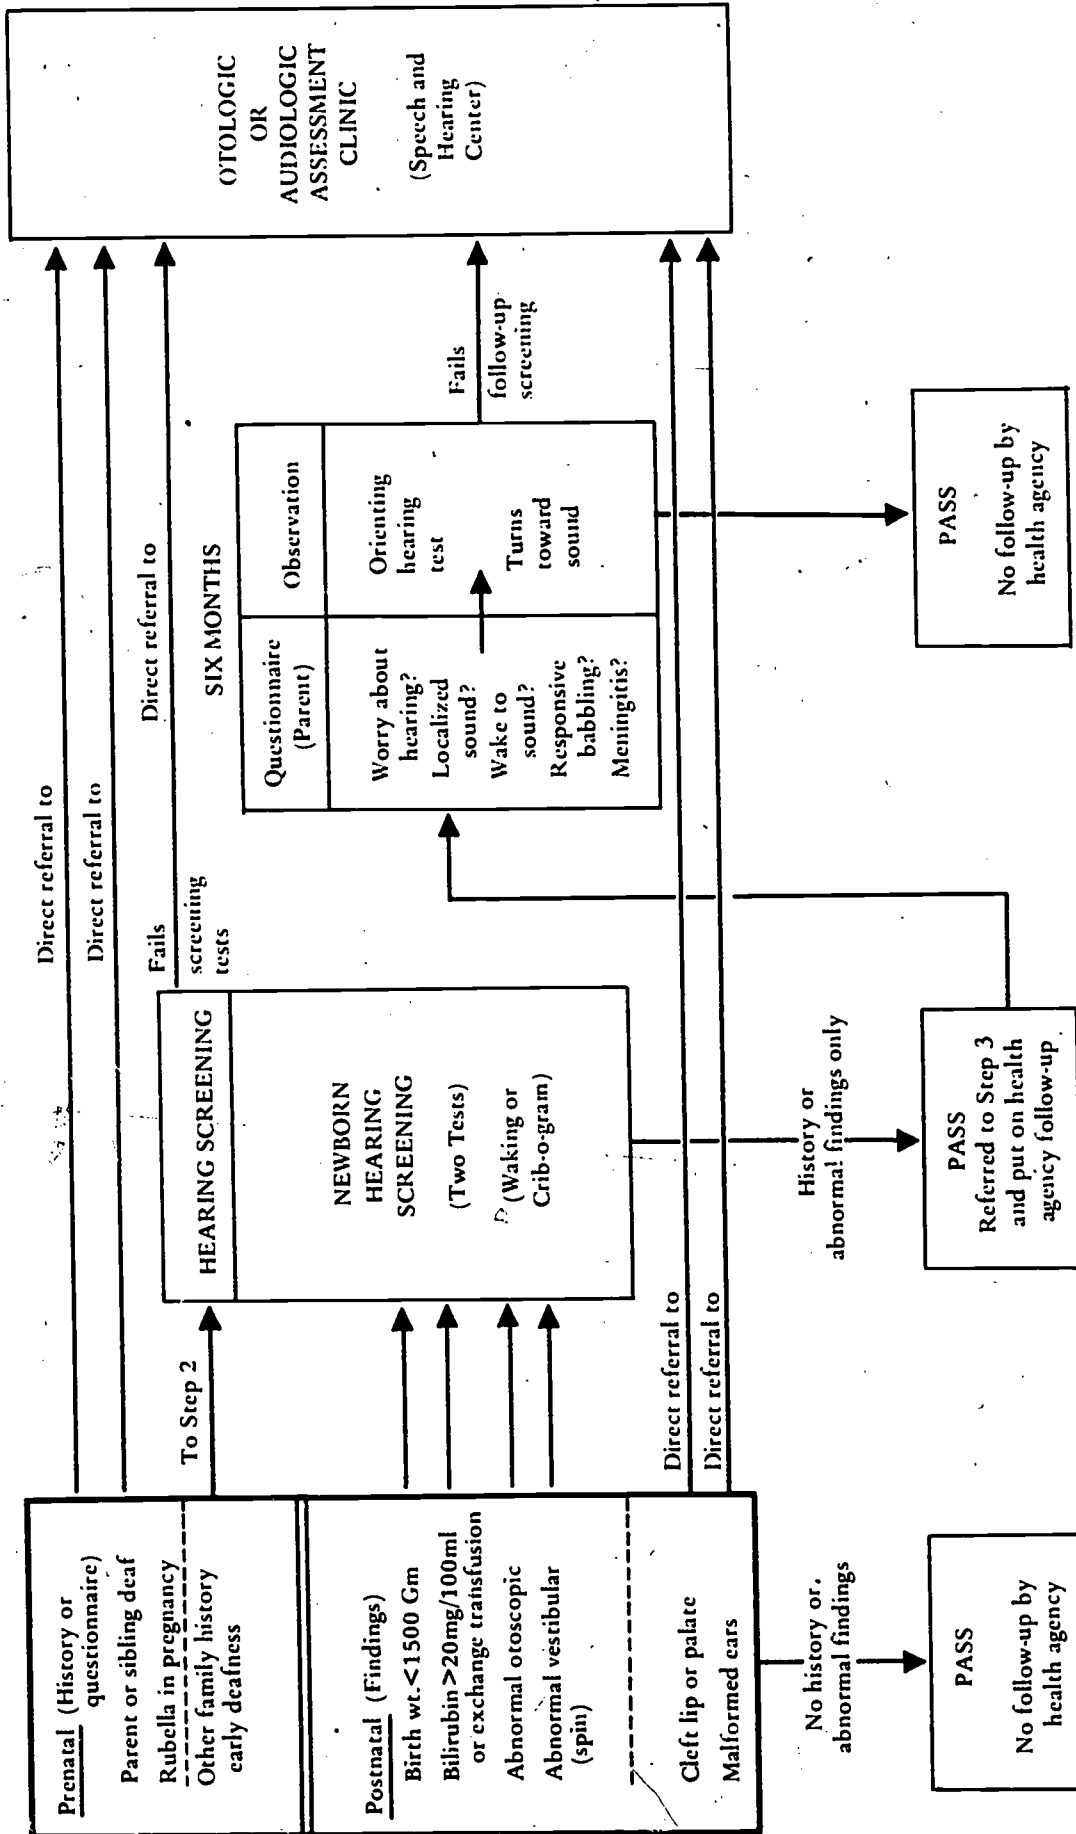 Prenatal (History or
questionnaire)
Parent or sibling deaf
Rubella in pregnancy
Other family history
early deafness
Postnatal (Findings)
Birth wt.<1500 Gm
Bilirubin >20mg/100ml
or exchange transfusion
Abnormal otoscopic
Abnormal vestibular
(spin)
Cleft lip or palate
Malformed ears
No history or
abnormal findings
PASS
No follow-up by
health agency
To Step 2
Direct referral to
Direct referral to
Direct referral to
Direct referral to
HEARING SCREENING
NEWBORN
HEARING
SCREENING
(Two Tests)
(Waking or
Crib-o-gram)
Fails
screening
tests
Direct referral to
History or
abnormal findings only
PASS
Referred to Step 3
and put on health
agency follow-up
SIX MONTHS
Questionnaire
(Parent)
Worry about
hearing?
Localized
sound?
Wake to
sound?
Responsive
babbling?
Meningitis?
Observation
Orienting
hearing
test
Turns
toward
sound
Fails
follow-up
screening
PASS
No follow-up by
health agency
OTOLOGIC
OR
AUDIOLOGIC
ASSESSMENT
CLINIC
(Speech and
Hearing
Center)